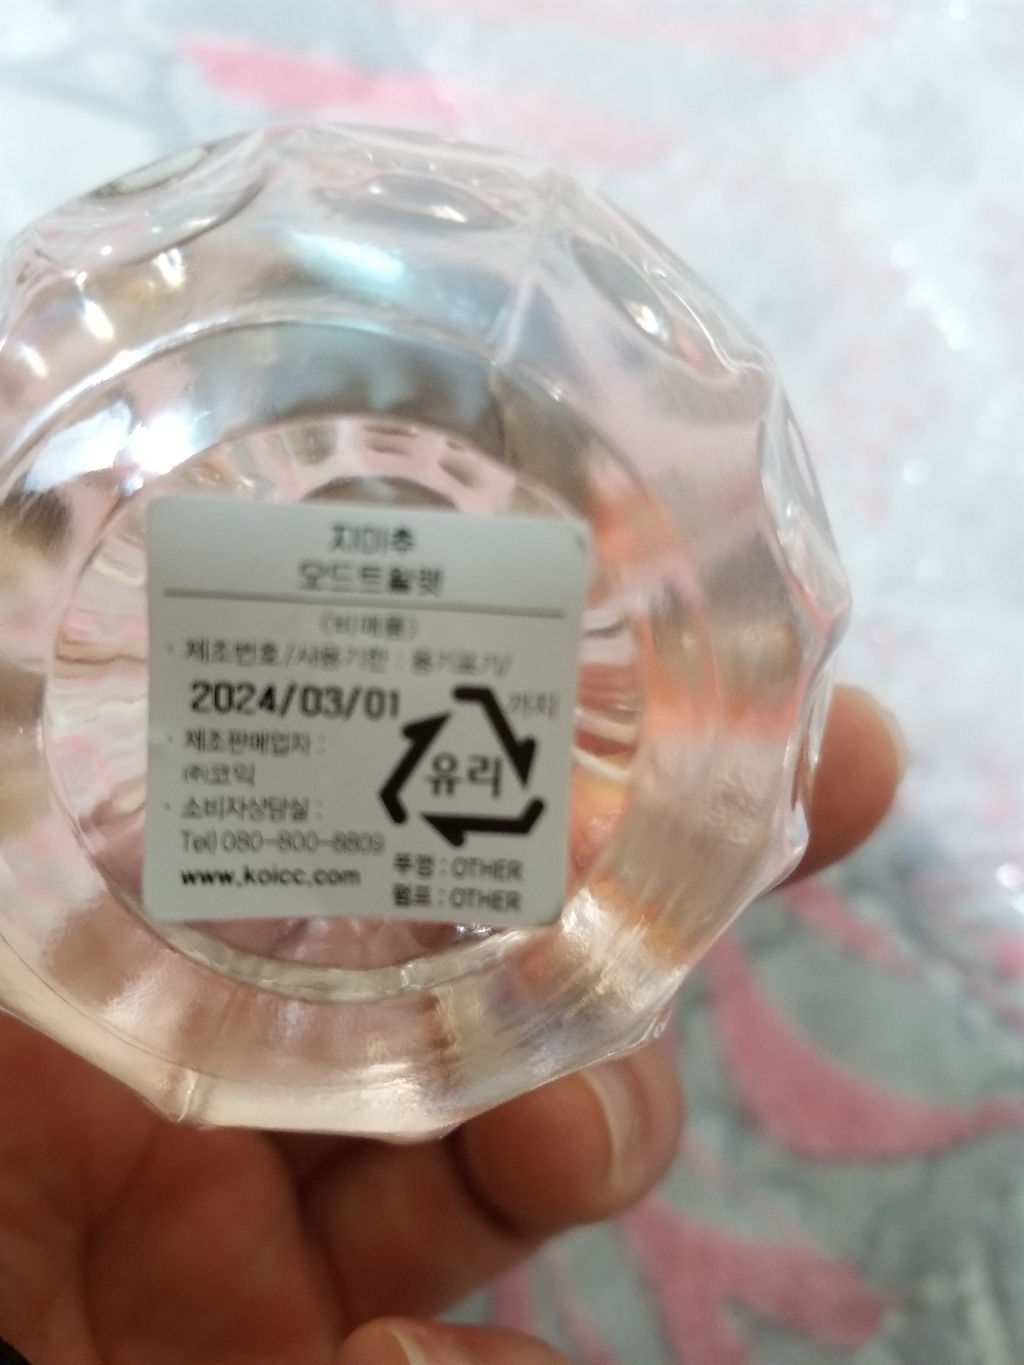 지미추
오드트왈렛
(비매품)
· 제조번호/사용기한 : 용기표기/
2024/03/01 까지
· 제조판매업자 :
㈜코익
· 소비자상담실 :
Tel) 080-800-8809
www.koicc.com
유리
뚜껑 : OTHER
펌프 : OTHER